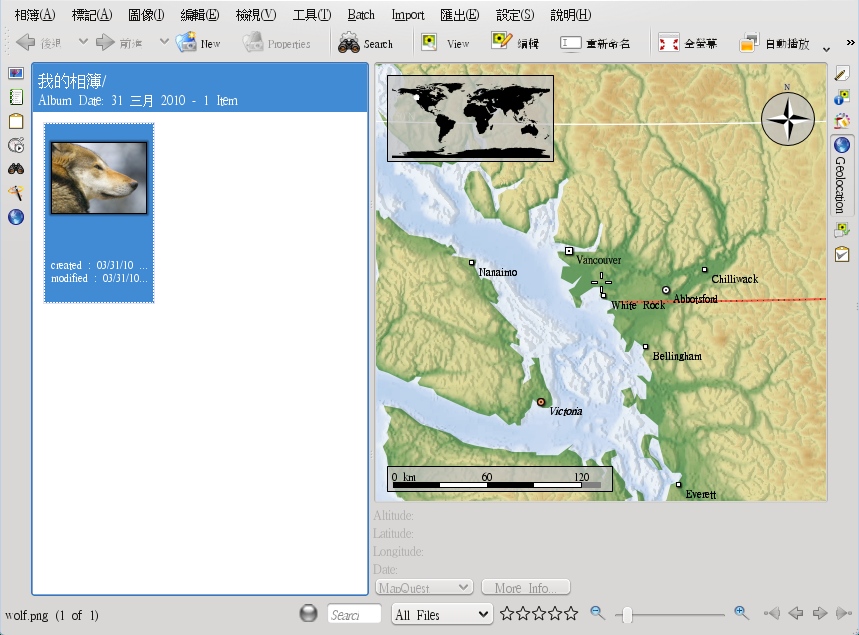 相簿(A) 標記(A) 圖像(I) 編輯(E) 檢視(V) 工具(T) Batch Import 匯出(E) 設定(S) 說明(H)
後退 前進 New Properties Search View 編輯 重新命名 全螢幕 自動播放 »
我的相簿/
Album Date: 31 三月 2010 - 1 Item
created : 03/31/10 ...
modified : 03/31/10...
N
Vancouver
Nanaimo
Chilliwack
White Rock
Abbotsford
Bellingham
Victoria
0 km 60 120
Everett
Geolocation
Altitude:
Latitude:
Longitude:
Date:
MapQuest More Info...
wolf.png (1 of 1) Searc All Files